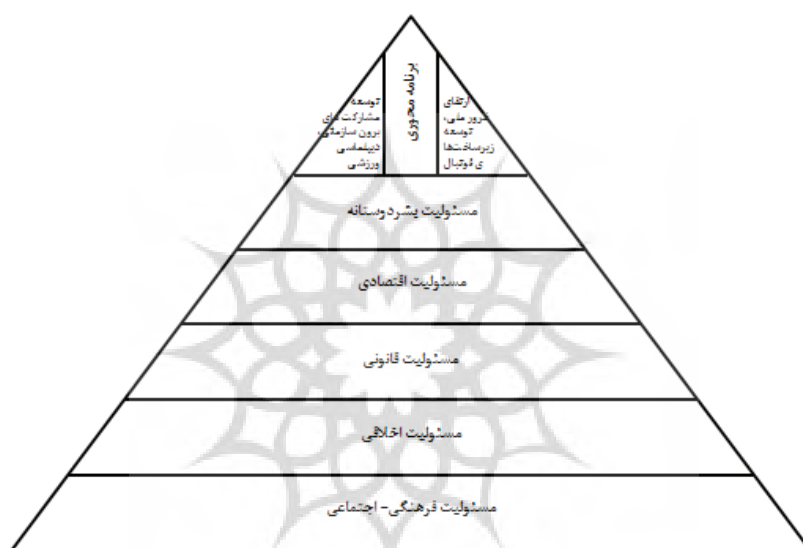 ارتقای
غرور ملی،
توسعه
زیرساخت‌ها
ی فوتبال
برنامه محوری
توسعه
مشارکت‌های
برون سازمانی،
دیپلماسی
ورزشی
مسئولیت بشردوستانه
مسئولیت اقتصادی
مسئولیت قانونی
مسئولیت اخلاقی
مسئولیت فرهنگی- اجتماعی